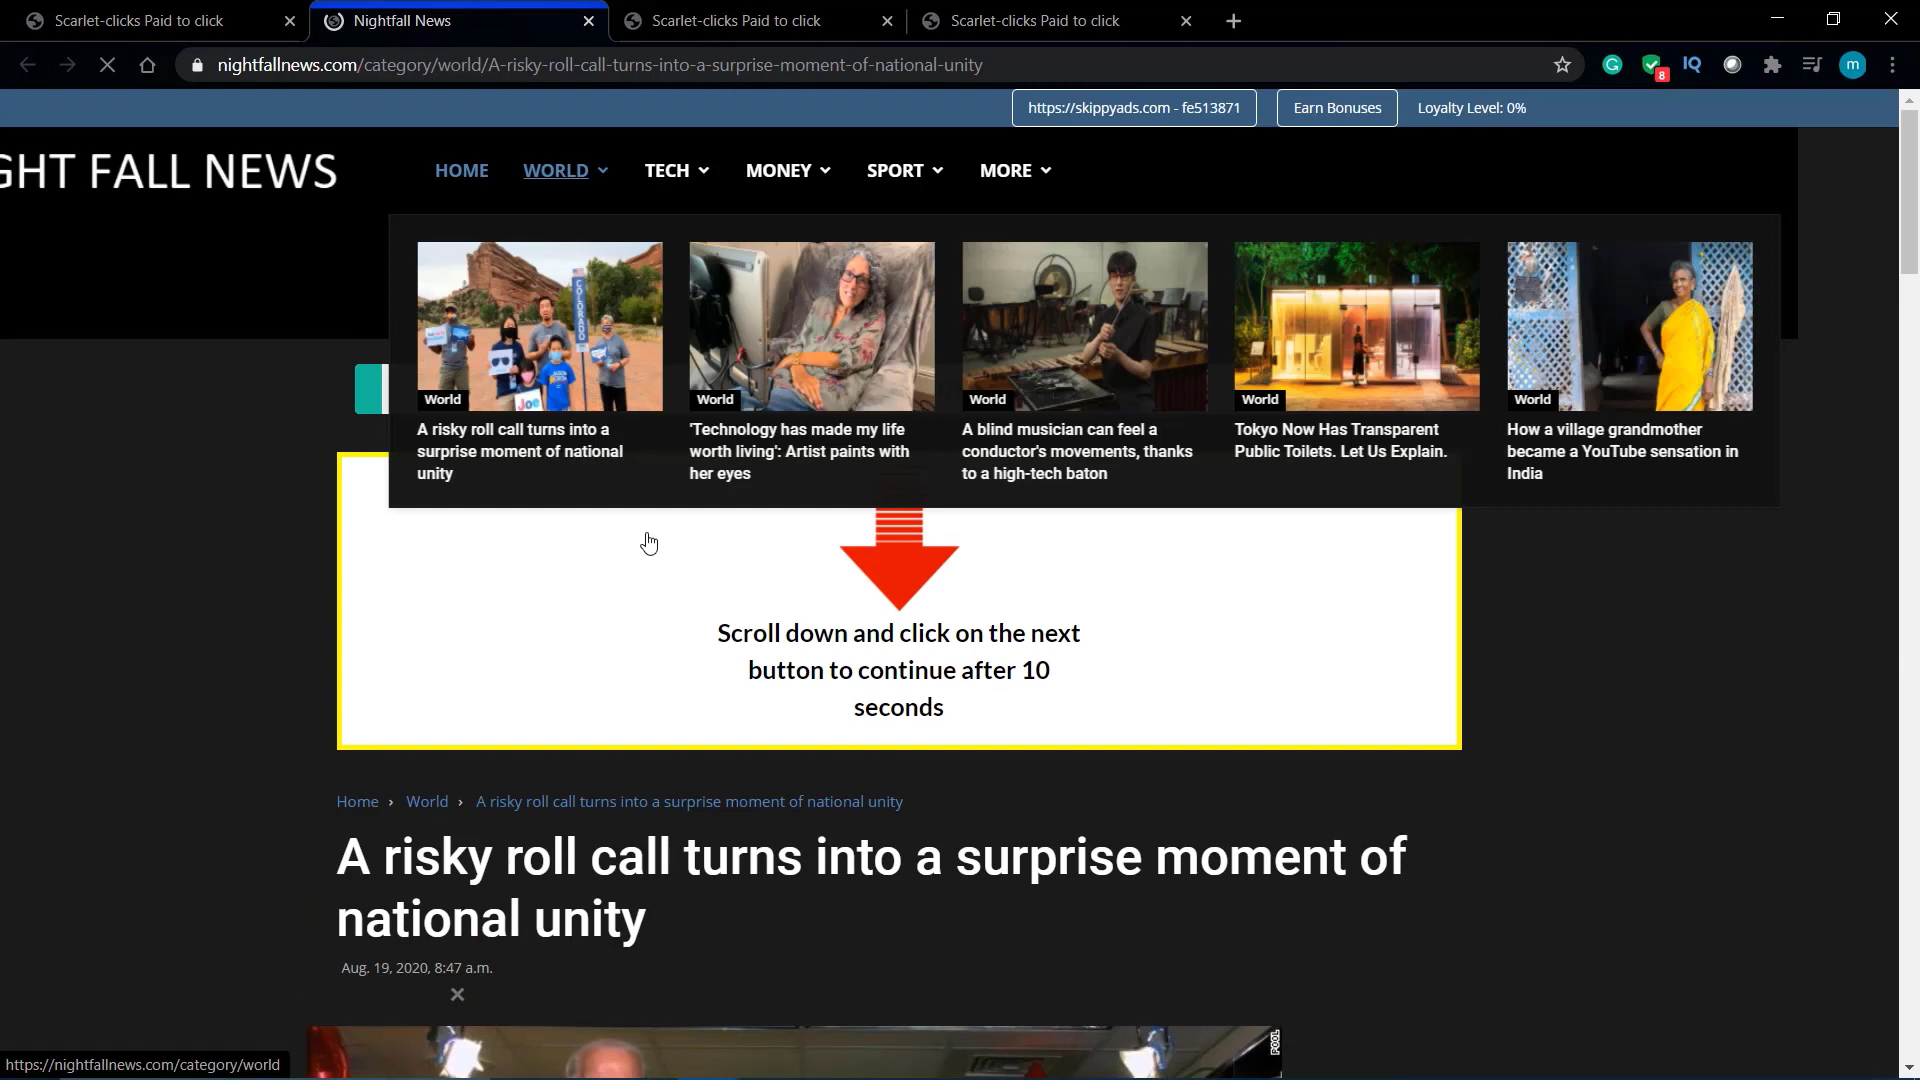 Scarlet-clicks Paid to click
Nightfall News
Scarlet-clicks Paid to click
Scarlet-clicks Paid to click
nightfallnews.com/category/world/A-risky-roll-call-turns-into-a-surprise-moment-of-national-unity
8
IQ
m
https://skippyads.com - fe513871
Earn Bonuses
Loyalty Level: 0%
GHT FALL NEWS
HOME
WORLD
TECH
MONEY
SPORT
MORE
COLORADO
Joe
World
World
World
World
World
A risky roll call turns into a
surprise moment of national
unity
'Technology has made my life
worth living': Artist paints with
her eyes
A blind musician can feel a
conductor's movements, thanks
to a high-tech baton
Tokyo Now Has Transparent
Public Toilets. Let Us Explain.
How a village grandmother
became a YouTube sensation in
India
Scroll down and click on the next
button to continue after 10
seconds
Home › World › A risky roll call turns into a surprise moment of national unity
A risky roll call turns into a surprise moment of
national unity
Aug. 19, 2020, 8:47 a.m.
POOL
https://nightfallnews.com/category/world